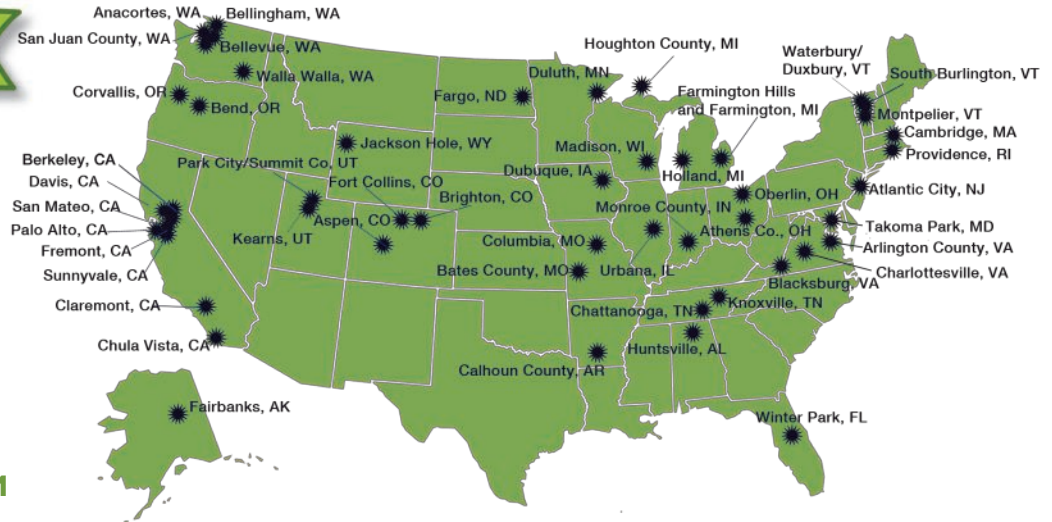 Anacortes, WA
Bellingham, WA
San Juan County, WA
Bellevue, WA
Walla Walla, WA
Corvallis, OR
Bend, OR
Fargo, ND
Duluth, MN
Houghton County, MI
Farmington Hills
and Farmington, MI
Waterbury/
Duxbury, VT
South Burlington, VT
Montpelier, VT
Cambridge, MA
Providence, RI
Jackson Hole, WY
Madison, WI
Holland, MI
Berkeley, CA
Davis, CA
San Mateo, CA
Palo Alto, CA
Fremont, CA
Sunnyvale, CA
Park City/Summit Co, UT
Fort Collins, CO
Brighton, CO
Aspen, CO
Kearns, UT
Dubuque, IA
Monroe County, IN
Oberlin, OH
Athens Co., OH
Atlantic City, NJ
Takoma Park, MD
Arlington County, VA
Charlottesville, VA
Blacksburg, VA
Columbia, MO
Bates County, MO
Urbana, IL
Claremont, CA
Chula Vista, CA
Chattanooga, TN
Knoxville, TN
Huntsville, AL
Calhoun County, AR
Fairbanks, AK
Winter Park, FL